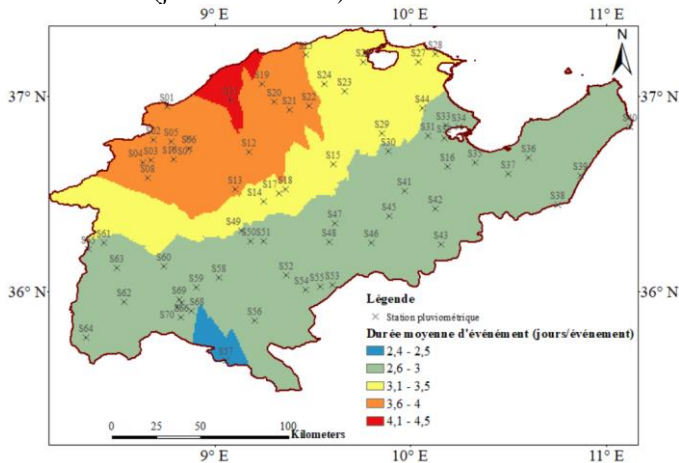 9° E 10° E 11° E
N
37° N 37° N
36° N 36° N
S01
S02
S05
S06
S04
S03
S08
S19
S20
S21
S22
S24
S23
S27
S28
S44
S12
S13
S14
S17
S18
S15
S29
S30
S31
S33
S34
S16
S35
S36
S37
S38
S39
S40
S41
S42
S43
S45
S46
S47
S48
S49
S50
S51
S52
S53
S54
S55
S56
S57
S58
S59
S60
S61
S62
S63
S64
S68
S69
S70
Légende
Station pluviométrique
Durée moyenne d'événement (jours/événement)
2,4 - 2,5
2,6 - 3
3,1 - 3,5
3,6 - 4
4,1 - 4,5
0 25 50 100
Kilometers
9° E 10° E 11° E